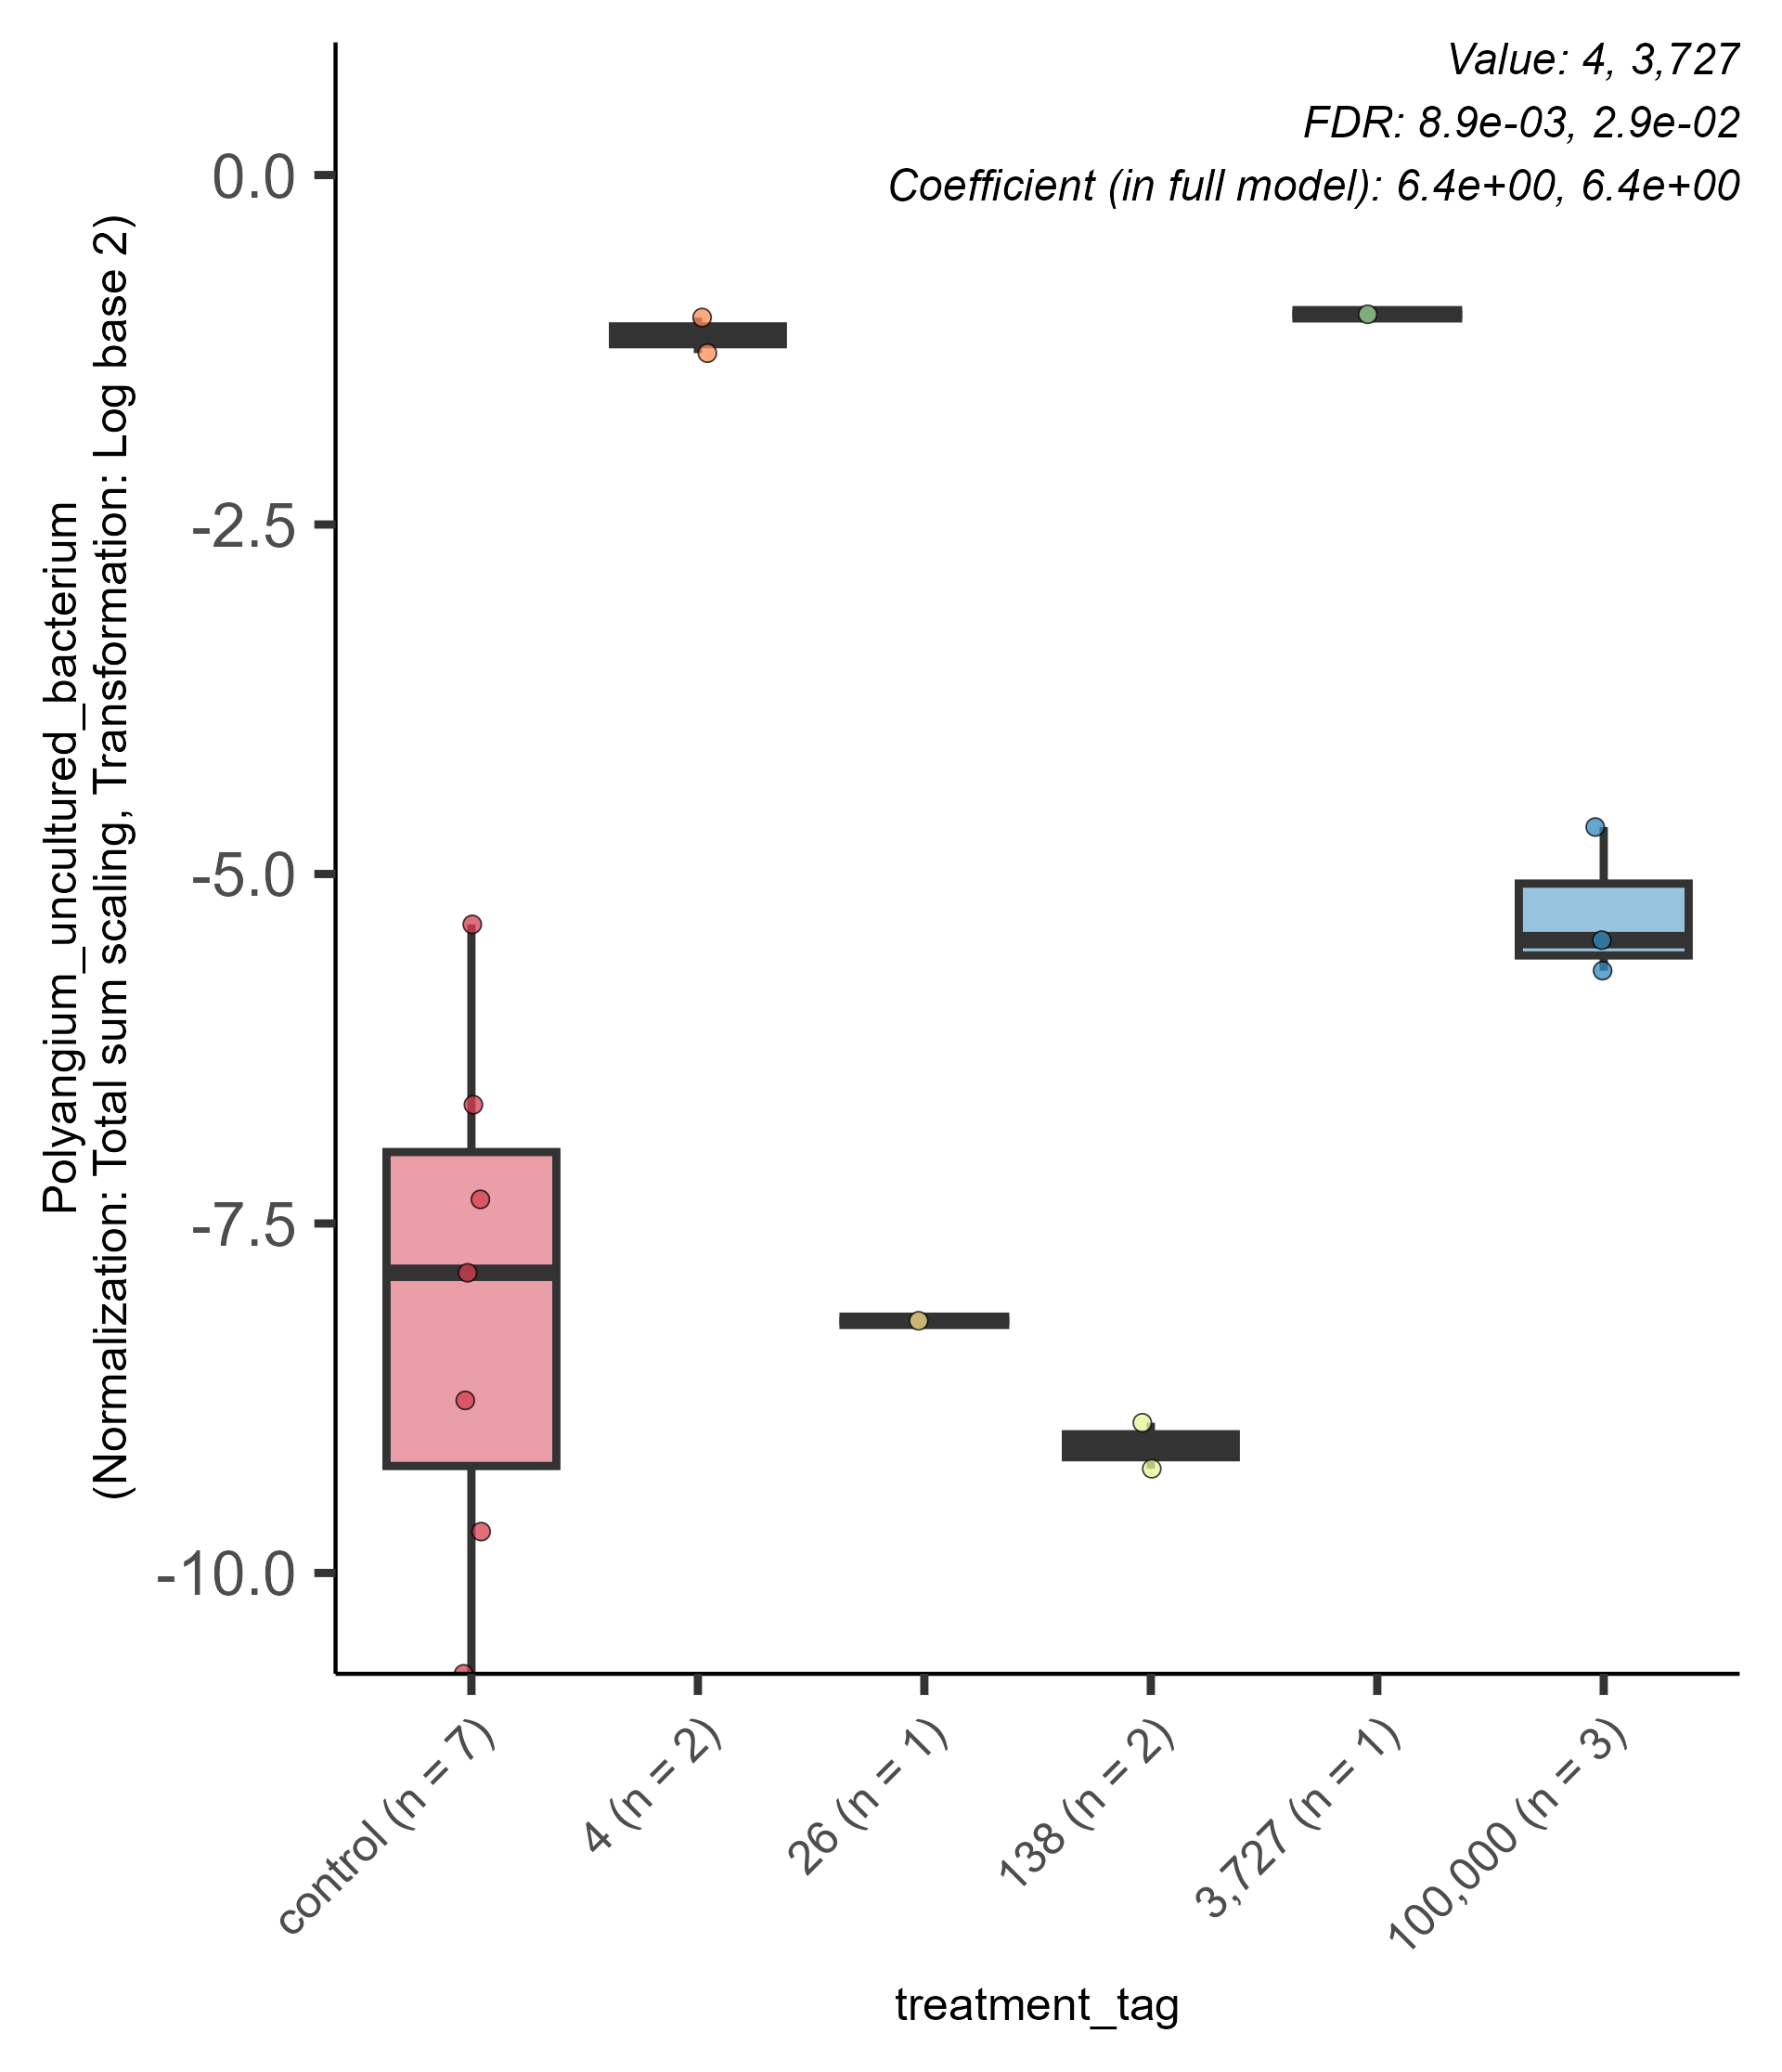 Value: 4, 3,727
FDR: 8.9e-03, 2.9e-02
Coefficient (in full model): 6.4e+00, 6.4e+00
Polyangium_uncultured_bacterium
(Normalization: Total sum scaling, Transformation: Log base 2)
0.0
-2.5
-5.0
-7.5
-10.0
control (n = 7)
4 (n = 2)
26 (n = 1)
138 (n = 2)
3,727 (n = 1)
100,000 (n = 3)
treatment_tag